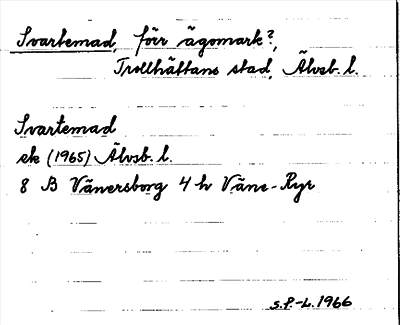 Svartemad, förr ägomark?,
Trollhättans stad, Älvsb. l.
Svartemad
ek (1965) Älvsb. l.
8 B Vänersborg 4 h Väne-Ryr
S.P.-L. 1966